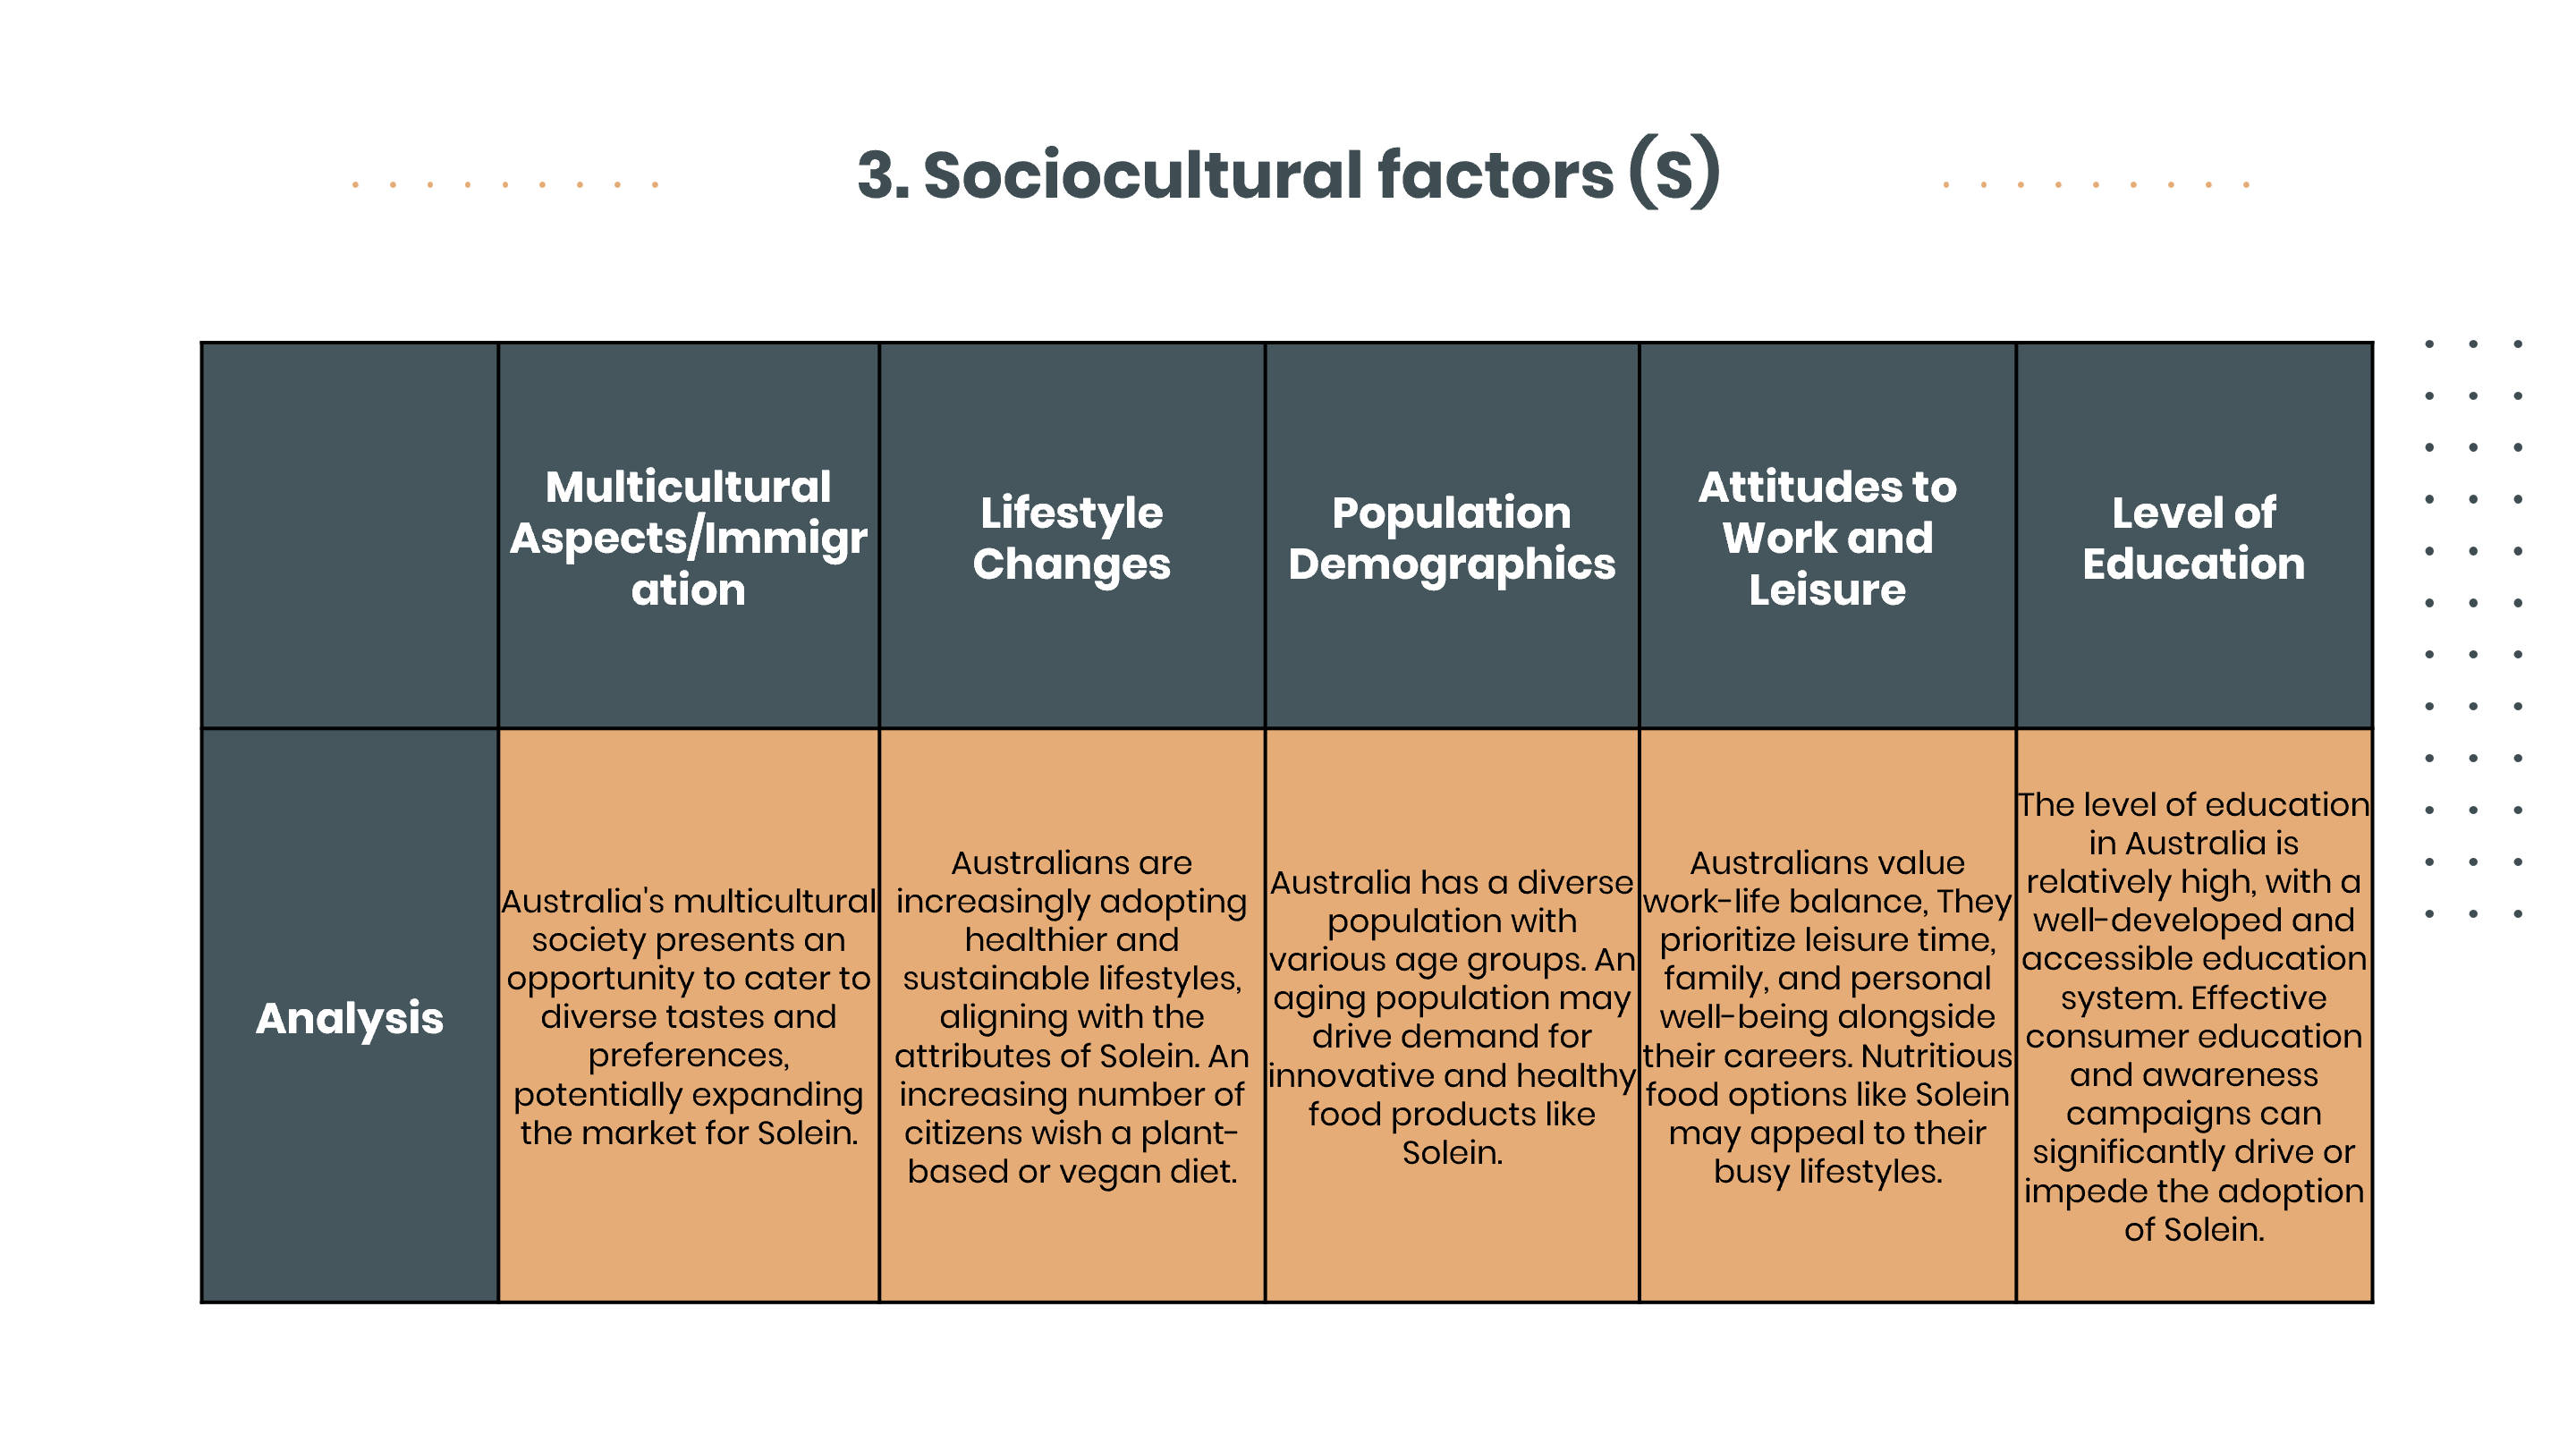 3. Sociocultural factors (S)
Multicultural
Aspects/Immigr
ation
Lifestyle
Changes
Population
Demographics
Attitudes to
Work and
Leisure
Level of
Education
Analysis
Australia's multicultural
society presents an
opportunity to cater to
diverse tastes and
preferences,
potentially expanding
the market for Solein.
Australians are
increasingly adopting
healthier and
sustainable lifestyles,
aligning with the
attributes of Solein. An
increasing number of
citizens wish a plant-
based or vegan diet.
Australia has a diverse
population with
various age groups. An
aging population may
drive demand for
innovative and healthy
food products like
Solein.
Australians value
work-life balance, They
prioritize leisure time,
family, and personal
well-being alongside
their careers. Nutritious
food options like Solein
may appeal to their
busy lifestyles.
The level of education
in Australia is
relatively high, with a
well-developed and
accessible education
system. Effective
consumer education
and awareness
campaigns can
significantly drive or
impede the adoption
of Solein.